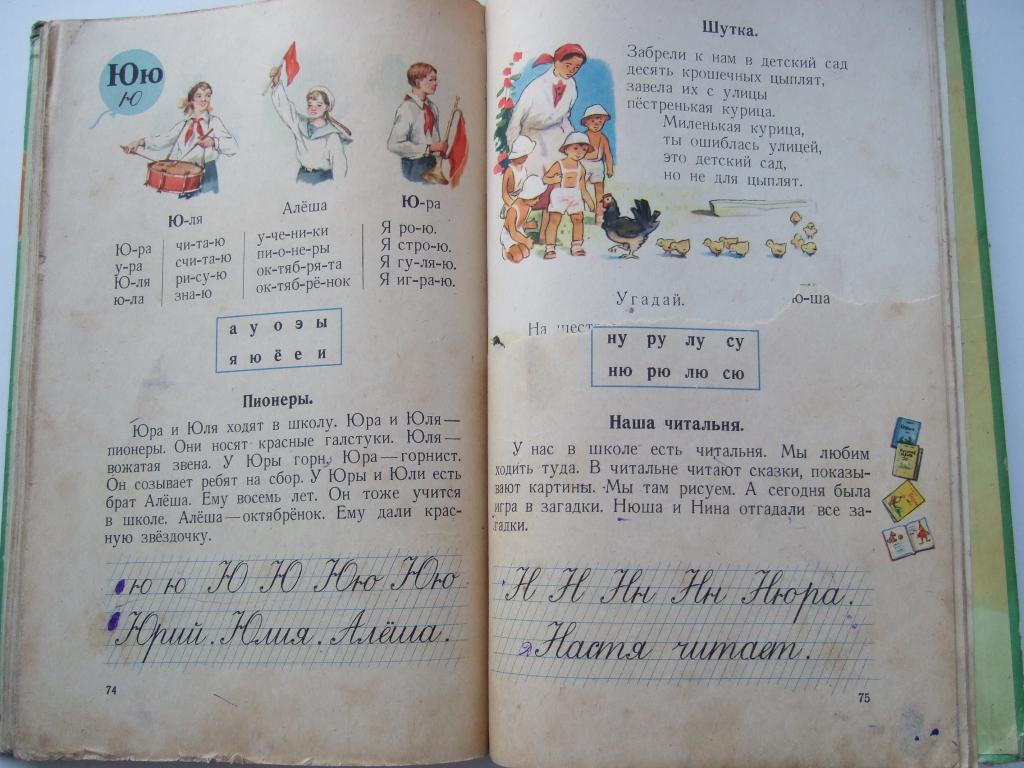 Юю
Ю
Ю-ля
Алёша
Ю-ра
Ю-ра чи-та-ю у-че-ни-ки Я ро-ю.
у-ра счи-та-ю пи-о-не-ры Я стро-ю.
Ю-ля ри-су-ю ок-тяб-ря-та Я гу-ля-ю.
ю-ла зна-ю ок-тяб-рё-нок Я иг-ра-ю.
а у о э ы
я ю ё е и
Пионеры.
Юра и Юля ходят в школу. Юра и Юля—
пионеры. Они носят красные галстуки. Юля—
вожатая звена. У Юры горн. Юра—горнист.
Он созывает ребят на сбор. У Юры и Юли есть
брат Алёша. Ему восемь лет. Он тоже учится
в школе. Алёша—октябрёнок. Ему дали крас-
ную звёздочку.
ю ю Ю Ю Юю Юю
Юрий. Юлия. Алёша.
74
Шутка.
Забрели к нам в детский сад
десять крошечных цыплят,
завела их с улицы
пёстренькая курица.
Миленькая курица,
ты ошиблась улицей,
это детский сад,
но не для цыплят.
Угадай. ю-ша
На
ну ру лу су
ню рю лю сю
Наша читальня.
У нас в школе есть читальня. Мы любим
ходить туда. В читальне читают сказки, показы-
вают картины. Мы там рисуем. А сегодня была
игра в загадки. Нюша и Нина отгадали все за-
гадки.
Н Н Нн Нн Нюра.
Настя читает.
75